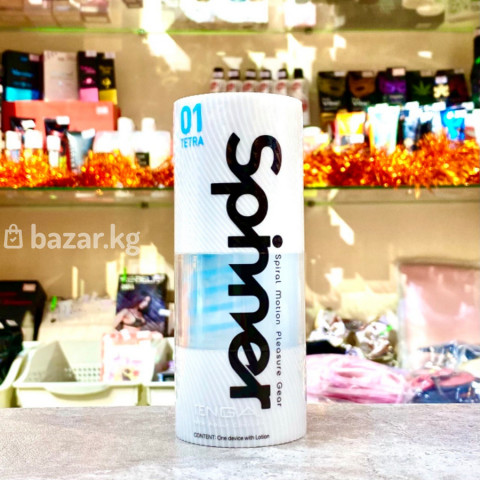 01
TETRA
Spinner
Spiral Motion Pleasure Gear
TENGA
CONTENT: One device with Lotion
bazar.kg